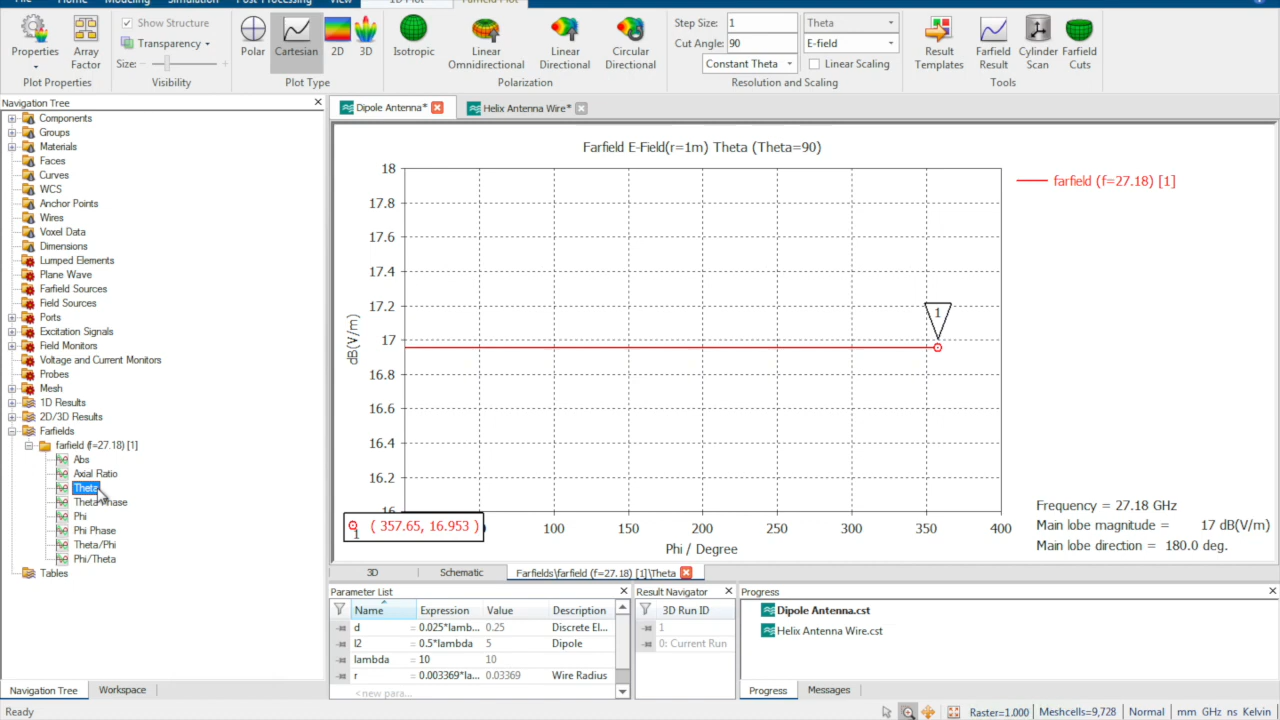 File Home Modeling Simulation Post-Processing View 1D Plot Farfield Plot
Properties
Array Factor
Show Structure
Transparency
Size:
Polar
Cartesian
2D
3D
Isotropic
Linear Omnidirectional
Linear Directional
Circular Directional
Step Size: 1
Cut Angle: 90
Constant Theta
Theta
E-field
Linear Scaling
Result Templates
Farfield Result
Cylinder Scan
Farfield Cuts
Plot Properties
Visibility
Plot Type
Polarization
Resolution and Scaling
Tools
Navigation Tree
Components
Groups
Materials
Faces
Curves
WCS
Anchor Points
Wires
Voxel Data
Dimensions
Lumped Elements
Plane Wave
Farfield Sources
Field Sources
Ports
Excitation Signals
Field Monitors
Voltage and Current Monitors
Probes
Mesh
1D Results
2D/3D Results
Farfields
farfield (f=27.18) [1]
Abs
Axial Ratio
Theta
Theta Phase
Phi
Phi Phase
Theta/Phi
Phi/Theta
Tables
Navigation Tree
Workspace
Dipole Antenna*
Helix Antenna Wire*
Farfield E-Field(r=1m) Theta (Theta=90)
farfield (f=27.18) [1]
18
17.8
17.6
17.4
17.2
17
16.8
16.6
16.4
16.2
16
dB(V/m)
1
1 ( 357.65, 16.953 )
100 150 200 250 300 350 400
Phi / Degree
Frequency = 27.18 GHz
Main lobe magnitude = 17 dB(V/m)
Main lobe direction = 180.0 deg.
3D
Schematic
Farfields\farfield (f=27.18) [1]\Theta
Parameter List
Name Expression Value Description
d = 0.025*lamb... 0.25 Discrete El...
l2 = 0.5*lambda 5 Dipole
lambda = 10 10
r = 0.003369*la... 0.03369 Wire Radius
<new para...
Result Navigator
3D Run ID
1
0: Current Run
Progress
Dipole Antenna.cst
Helix Antenna Wire.cst
Progress
Messages
Ready
Raster=1.000 Meshcells=9,728 Normal mm GHz ns Kelvin